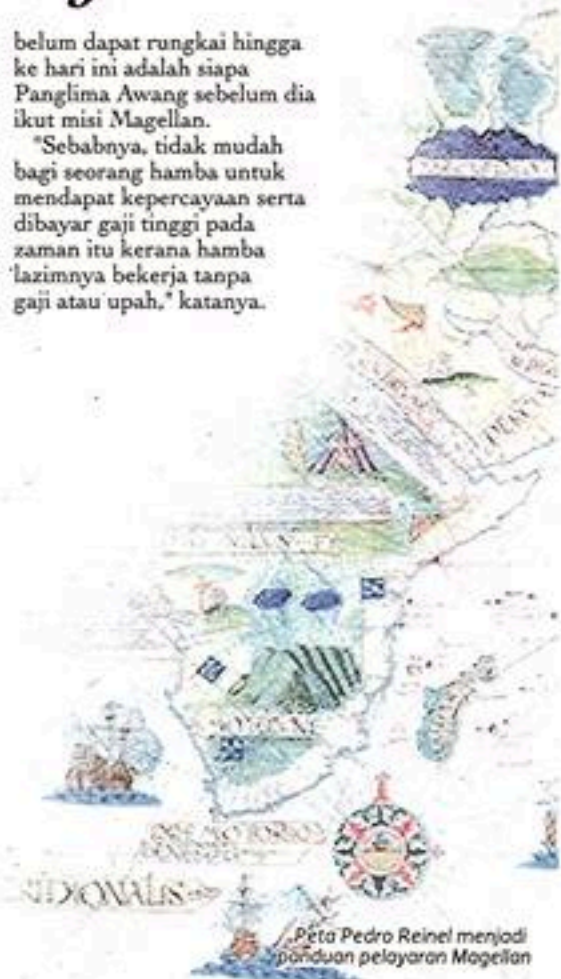 belum dapat rungkai hingga
ke hari ini adalah siapa
Panglima Awang sebelum dia
ikut misi Magellan.
"Sebabnya, tidak mudah
bagi seorang hamba untuk
mendapat kepercayaan serta
dibayar gaji tinggi pada
zaman itu kerana hamba
lazimnya bekerja tanpa
gaji atau upah," katanya.
Peta Pedro Reinel menjadi
panduan pelayaran Magellan